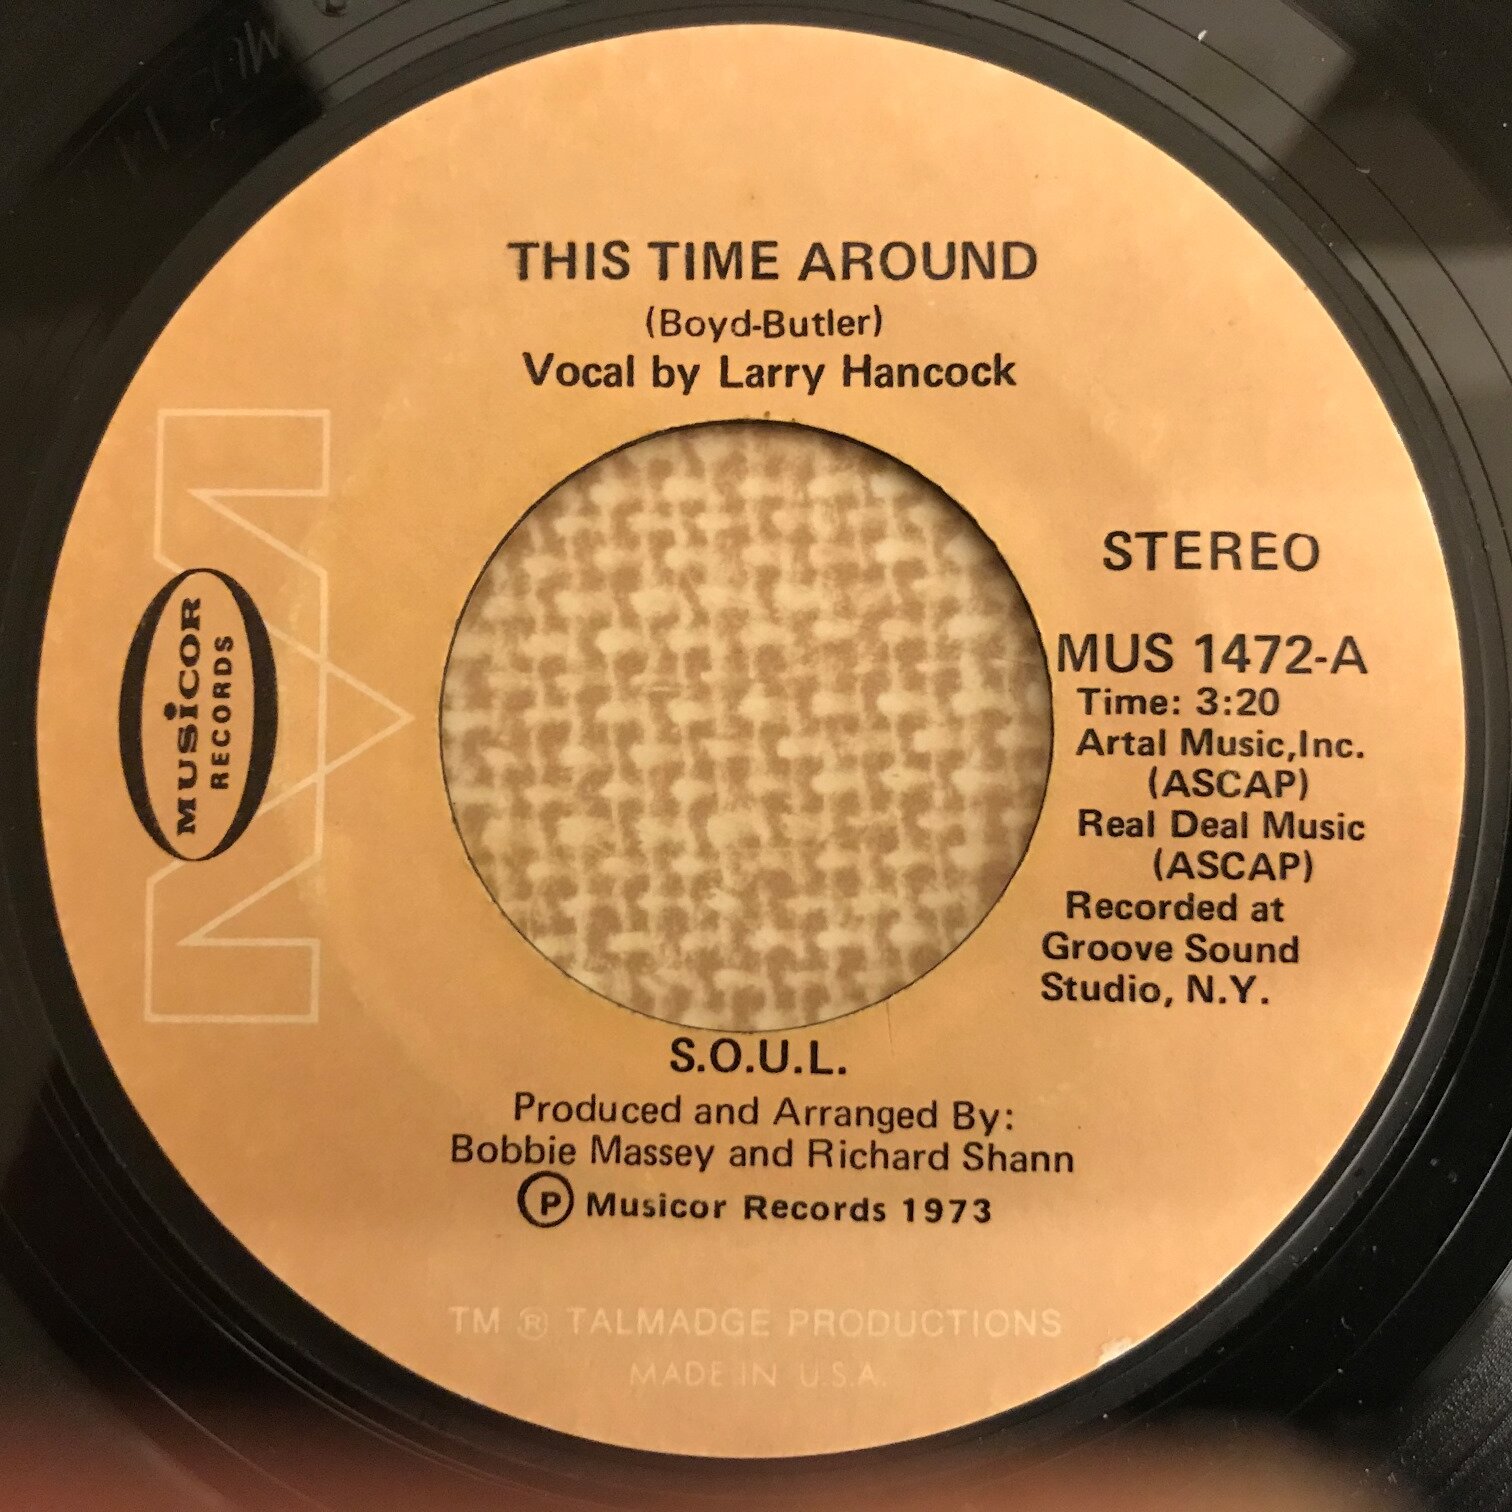 THIS TIME AROUND
(Boyd-Butler)
Vocal by Larry Hancock
MUSiCOR
RECORDS
STEREO
MUS 1472-A
Time: 3:20
Artal Music,Inc.
(ASCAP)
Real Deal Music
(ASCAP)
Recorded at
Groove Sound
Studio, N.Y.
S.O.U.L.
Produced and Arranged By:
Bobbie Massey and Richard Shann
Ⓟ Musicor Records 1973
TM ® TALMADGE PRODUCTIONS
MADE IN U.S.A.